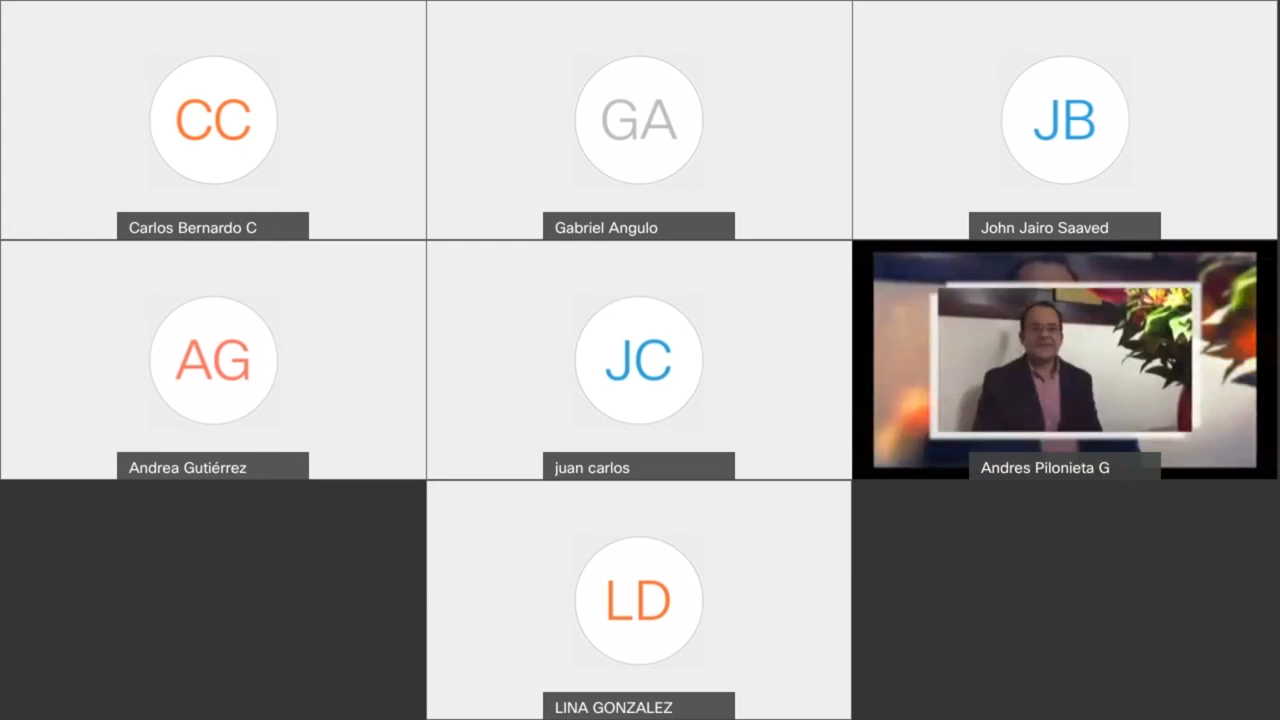 CC
Carlos Bernardo C
GA
Gabriel Angulo
JB
John Jairo Saaved
AG
Andrea Gutiérrez
JC
juan carlos
Andres Pilonieta G
LD
LINA GONZALEZ